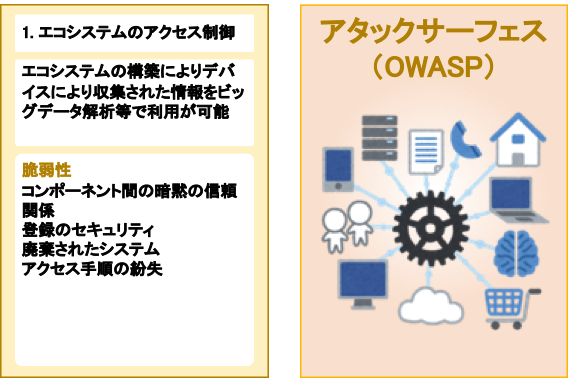 1. エコシステムのアクセス制御
エコシステムの構築によりデバ
イスにより収集された情報をビッ
グデータ解析等で利用が可能
脆弱性
コンポーネント間の暗黙の信頼
関係
登録のセキュリティ
廃棄されたシステム
アクセス手順の紛失
アタックサーフェス
（OWASP）